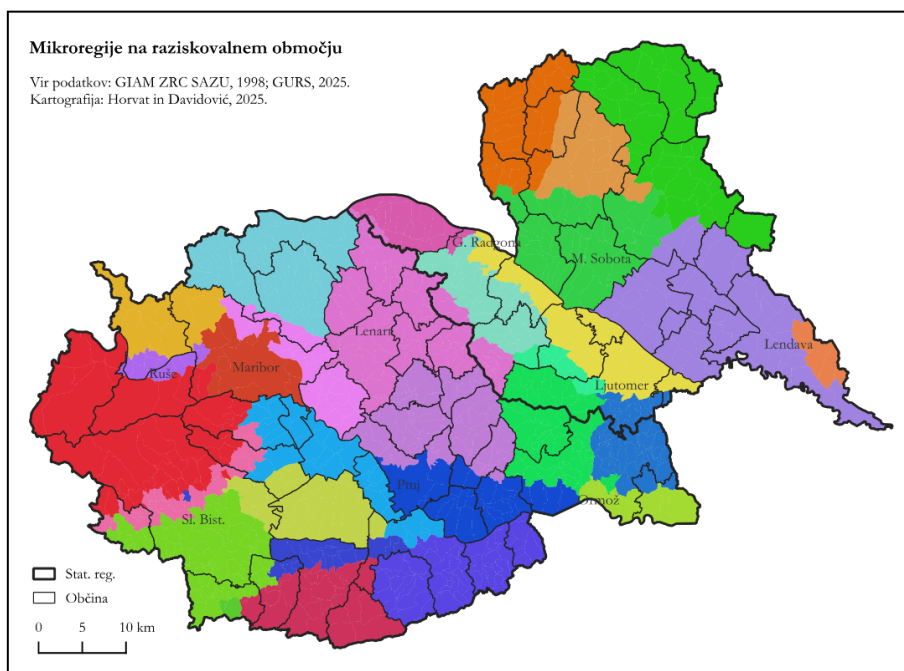 Mikroregije na raziskovalnem območju
Vir podatkov: GIAM ZRC SAZU, 1998; GURS, 2025.
Kartografija: Horvat in Davidović, 2025.
G. Radgona
M. Sobota
Lenart
Lendava
Ruše
Maribor
Ljutomer
Ptuj
Ormož
Sl. Bist.
Stat. reg.
Občina
0 5 10 km